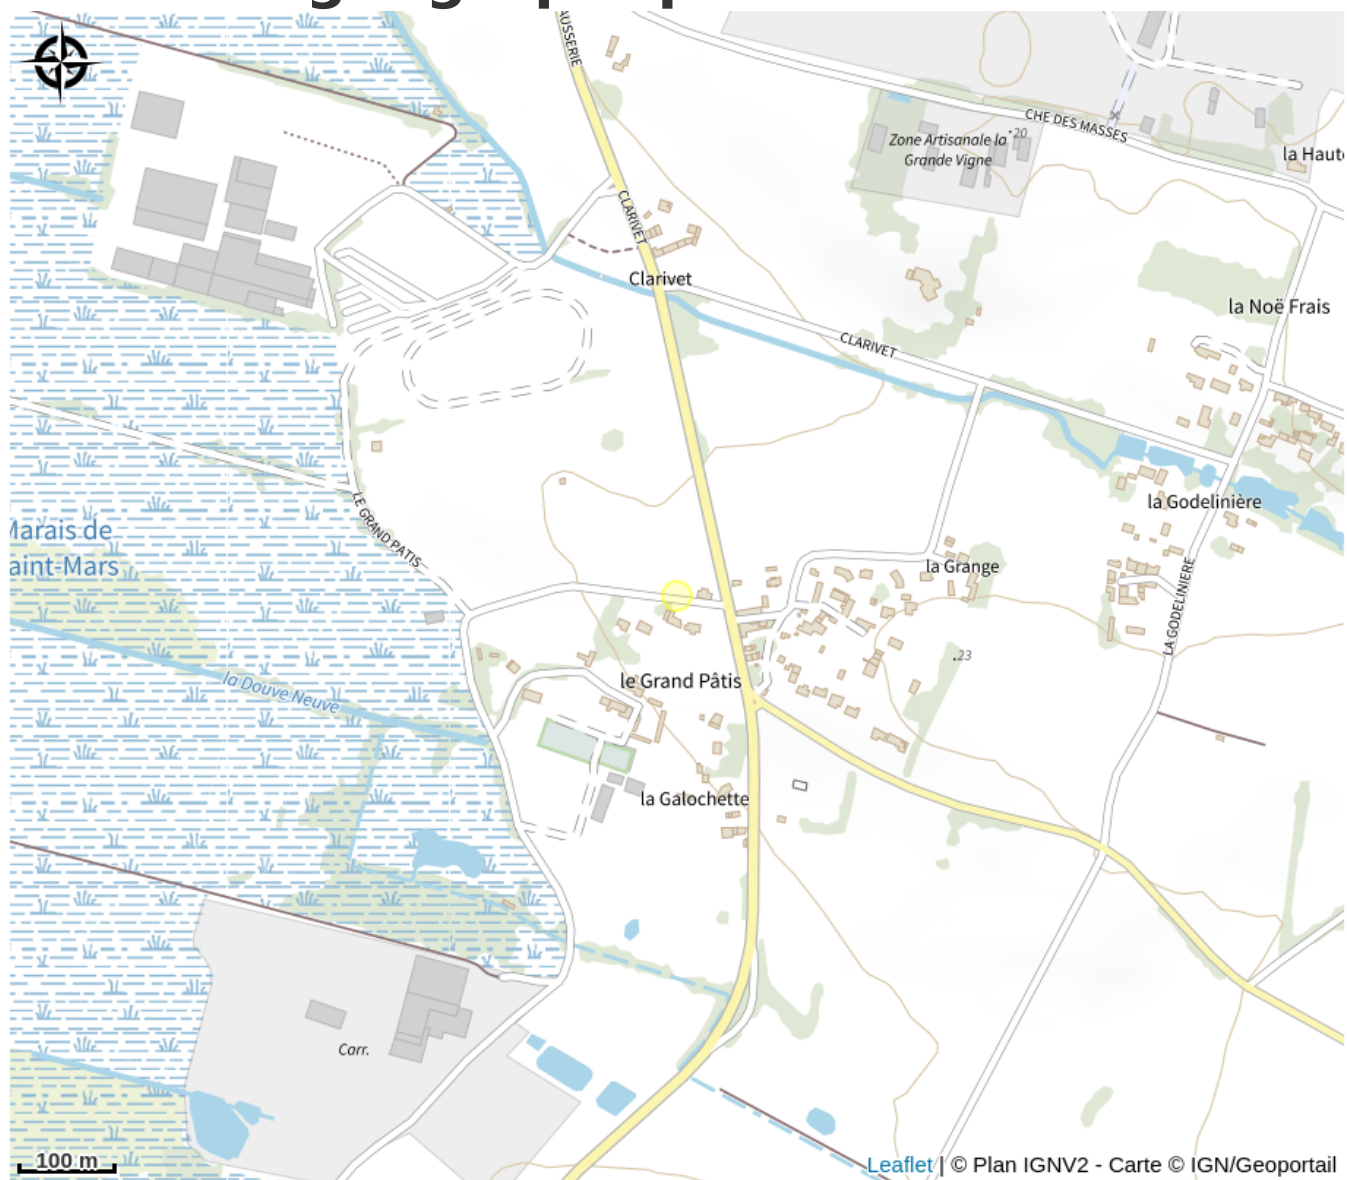 AUSSERIE
CHE DES MASSES
20
Zone Artisanale la
Grande Vigne
la Haut
CLARIVET
Clarivet
la Noë Frais
CLARIVET
la Godelinière
LE GRAND PATIS
Marais de
aint-Mars
la Grange
LA GODELINIERE
23
le Grand Pâtis
la Douve Neuve
la Galochette
Carr.
100 m
Leaflet | © Plan IGNV2 - Carte © IGN/Geoportail